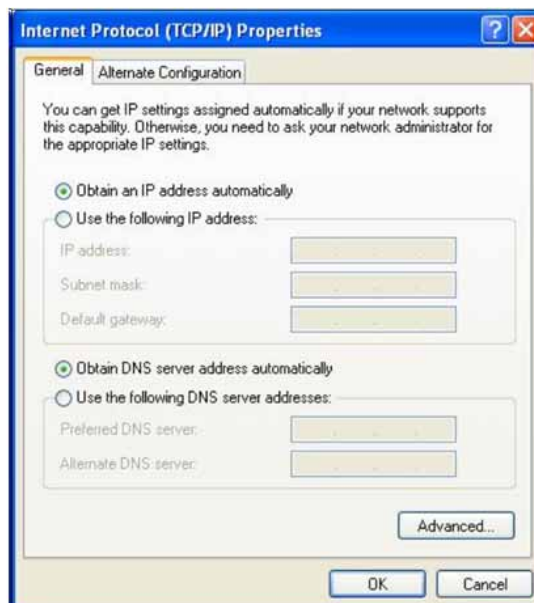 Internet Protocol (TCP/IP) Properties
General
Alternate Configuration
You can get IP settings assigned automatically if your network supports
this capability. Otherwise, you need to ask your network administrator for
the appropriate IP settings.
Obtain an IP address automatically
Use the following IP address:
IP address:
Subnet mask:
Default gateway:
Obtain DNS server address automatically
Use the following DNS server addresses:
Preferred DNS server:
Alternate DNS server:
Advanced...
OK
Cancel